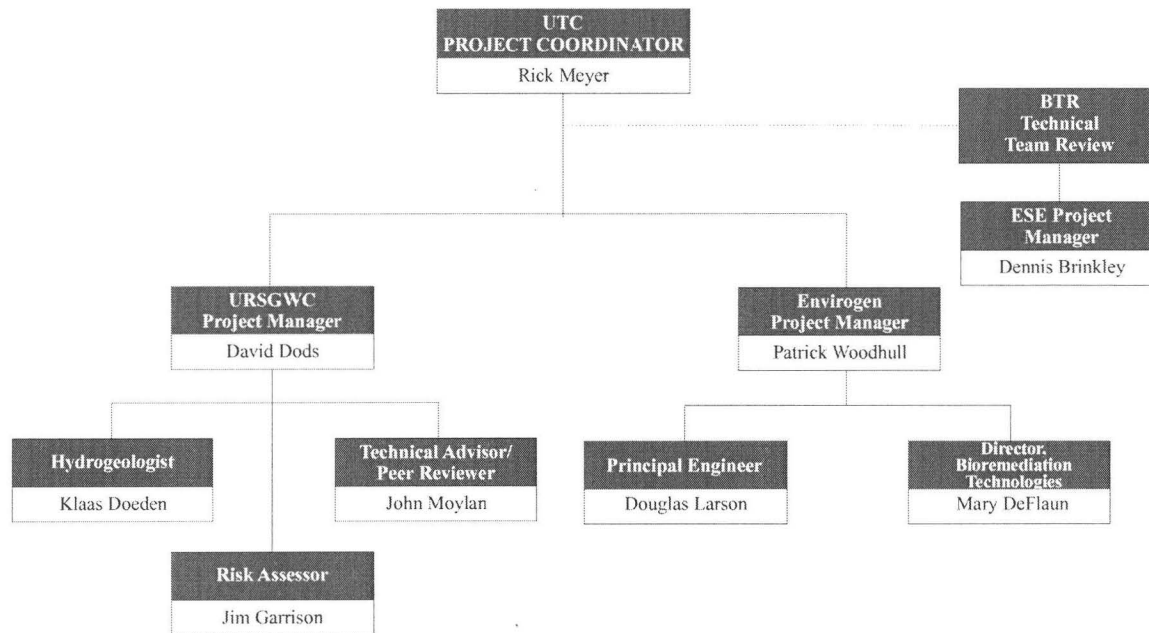 UTC
PROJECT COORDINATOR
Rick Meyer
BTR
Technical
Team Review
ESE Project
Manager
Dennis Brinkley
URSGWC
Project Manager
David Dods
Envirogen
Project Manager
Patrick Woodhull
Hydrogeologist
Klaas Doeden
Technical Advisor/
Peer Reviewer
John Moylan
Principal Engineer
Douglas Larson
Director.
Bioremediation
Technologies
Mary DeFlaun
Risk Assessor
Jim Garrison